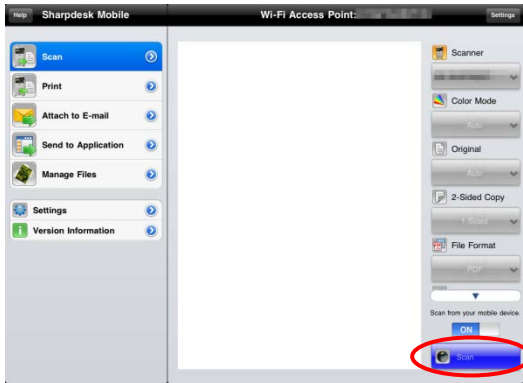 Help
Sharpdesk Mobile
Wi-Fi Access Point:
Settings
Scan
Print
Attach to E-mail
Send to Application
Manage Files
Settings
Version Information
Scanner
Color Mode
Auto
Original
Auto
2-Sided Copy
1-Sided
File Format
PDF
Scan from your mobile device.
ON
Scan